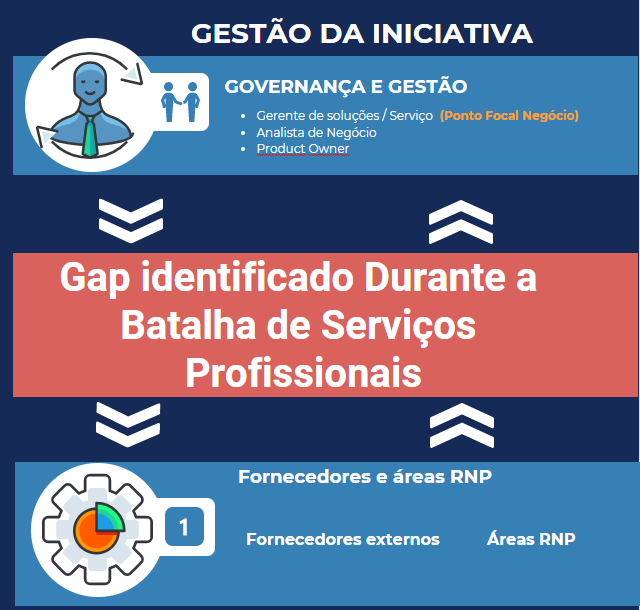 GESTÃO DA INICIATIVA
GOVERNANÇA E GESTÃO
• Gerente de soluções / Serviço (Ponto Focal Negócio)
• Analista de Negócio
• Product Owner
Gap identificado Durante a
Batalha de Serviços
Profissionais
Fornecedores e áreas RNP
1
Fornecedores externos Áreas RNP